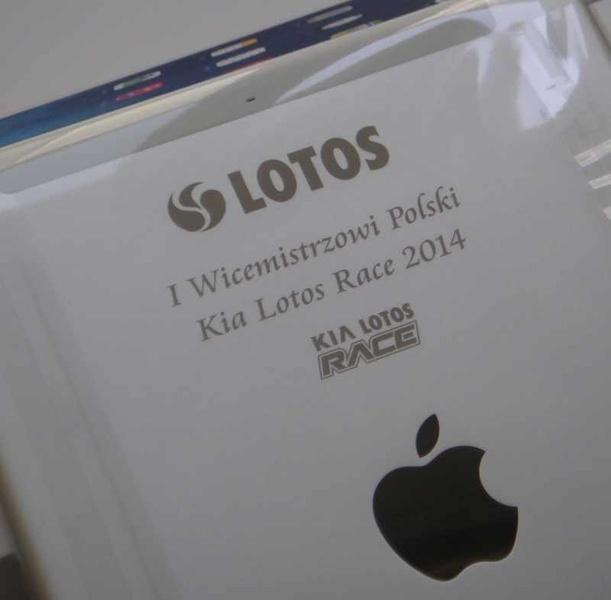 LOTOS
I Wicemistrzowi Polski
Kia Lotos Race 2014
KIA LOTOS
RACE